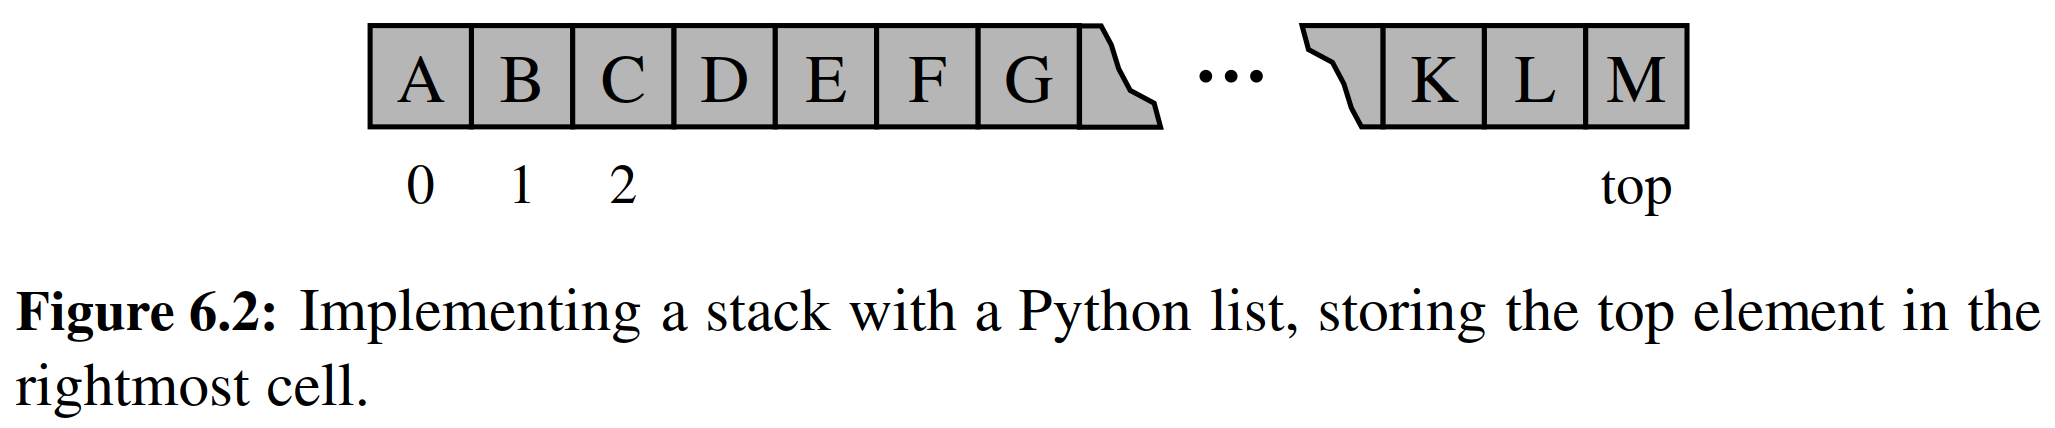 A B C D E F G ... K L M
0 1 2 top
Figure 6.2: Implementing a stack with a Python list, storing the top element in the
rightmost cell.